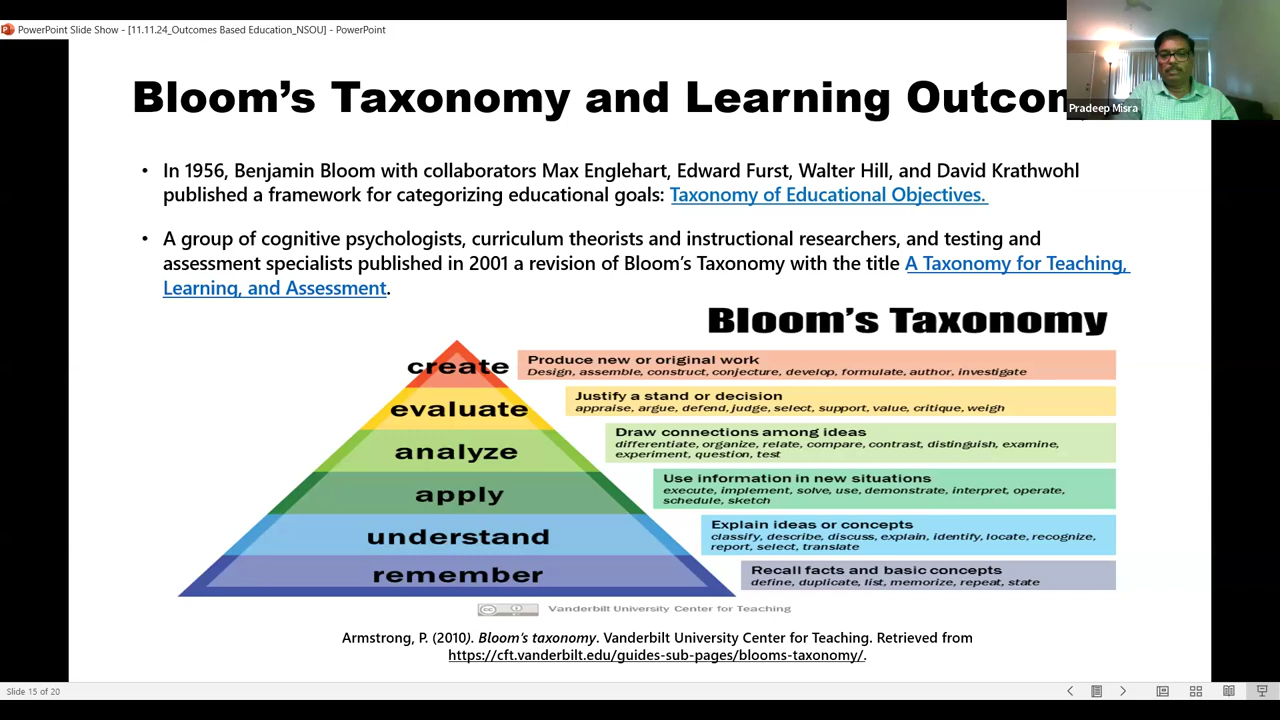 PowerPoint Slide Show - [11.11.24_Outcomes Based Education_NSOU] - PowerPoint
Pradeep Misra
Bloom's Taxonomy and Learning Outcom
• In 1956, Benjamin Bloom with collaborators Max Englehart, Edward Furst, Walter Hill, and David Krathwohl
published a framework for categorizing educational goals: Taxonomy of Educational Objectives.
• A group of cognitive psychologists, curriculum theorists and instructional researchers, and testing and
assessment specialists published in 2001 a revision of Bloom's Taxonomy with the title A Taxonomy for Teaching,
Learning, and Assessment.
Bloom's Taxonomy
create
Produce new or original work
Design, assemble, construct, conjecture, develop, formulate, author, investigate
evaluate
Justify a stand or decision
appraise, argue, defend, judge, select, support, value, critique, weigh
analyze
Draw connections among ideas
differentiate, organize, relate, compare, contrast, distinguish, examine,
experiment, question, test
apply
Use information in new situations
execute, implement, solve, use, demonstrate, interpret, operate,
schedule, sketch
understand
Explain ideas or concepts
classify, describe, discuss, explain, identify, locate, recognize,
report, select, translate
remember
Recall facts and basic concepts
define, duplicate, list, memorize, repeat, state
cc
Vanderbilt University Center for Teaching
Armstrong, P. (2010). Bloom's taxonomy. Vanderbilt University Center for Teaching. Retrieved from
https://cft.vanderbilt.edu/guides-sub-pages/blooms-taxonomy/.
Slide 15 of 20